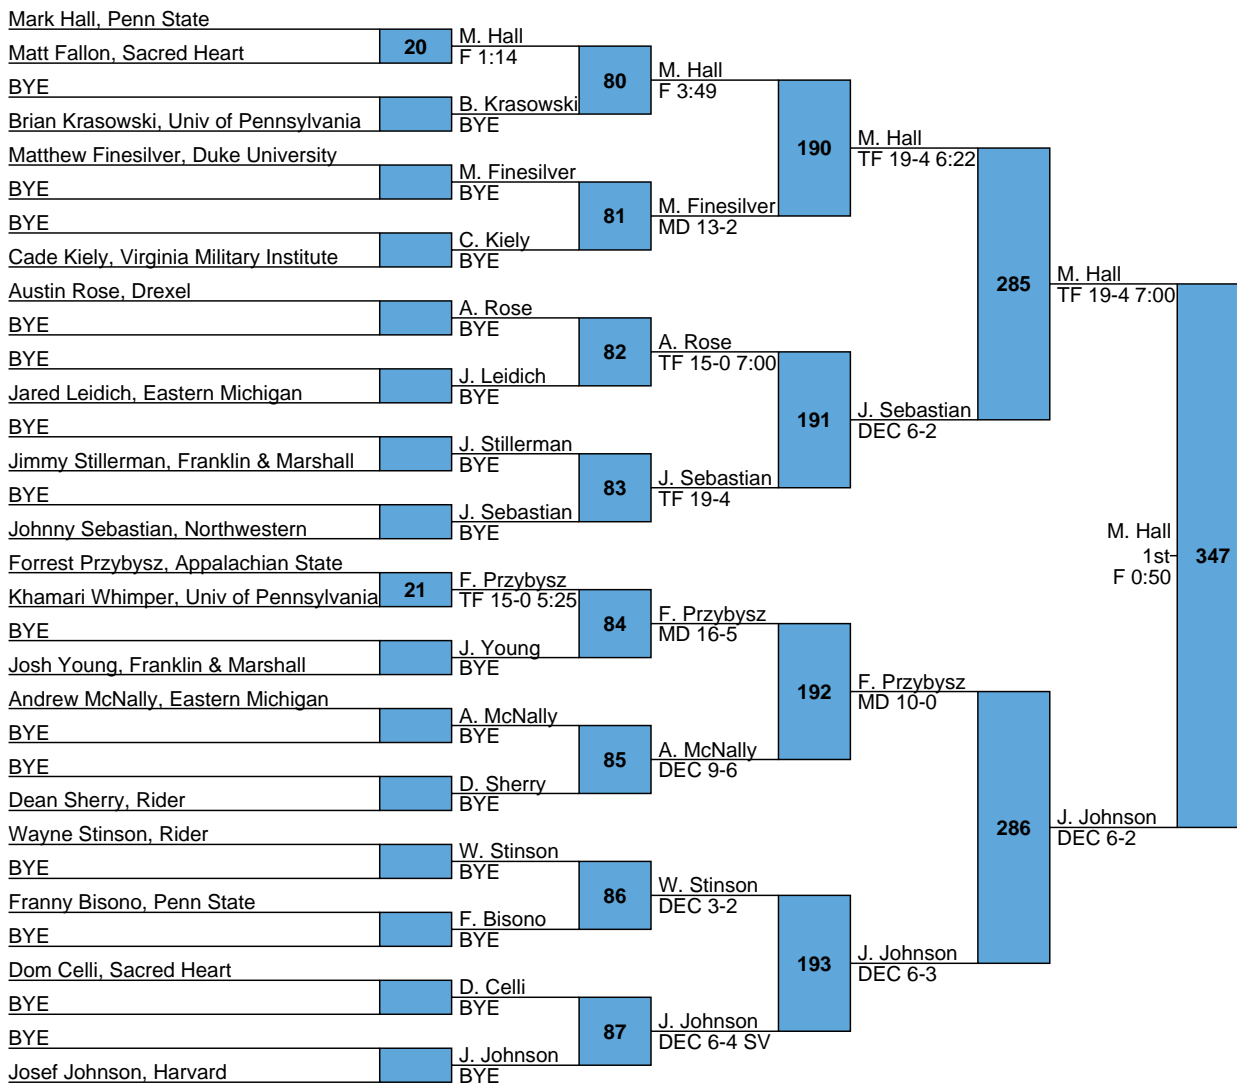 Mark Hall, Penn State
Matt Fallon, Sacred Heart
BYE
Brian Krasowski, Univ of Pennsylvania
Matthew Finesilver, Duke University
BYE
BYE
Cade Kiely, Virginia Military Institute
Austin Rose, Drexel
BYE
BYE
Jared Leidich, Eastern Michigan
BYE
Jimmy Stillerman, Franklin & Marshall
BYE
Johnny Sebastian, Northwestern
Forrest Przybysz, Appalachian State
Khamari Whimper, Univ of Pennsylvania
BYE
Josh Young, Franklin & Marshall
Andrew McNally, Eastern Michigan
BYE
BYE
Dean Sherry, Rider
Wayne Stinson, Rider
BYE
Franny Bisono, Penn State
BYE
Dom Celli, Sacred Heart
BYE
BYE
Josef Johnson, Harvard
20
21
M. Hall
F 1:14
B. Krasowski
BYE
M. Finesilver
BYE
C. Kiely
BYE
A. Rose
BYE
J. Leidich
BYE
J. Stillerman
BYE
J. Sebastian
BYE
F. Przybysz
TF 15-0 5:25
J. Young
BYE
A. McNally
BYE
D. Sherry
BYE
W. Stinson
BYE
F. Bisono
BYE
D. Celli
BYE
J. Johnson
BYE
80
81
82
83
84
85
86
87
M. Hall
F 3:49
M. Finesilver
MD 13-2
A. Rose
TF 15-0 7:00
J. Sebastian
TF 19-4
F. Przybysz
MD 16-5
A. McNally
DEC 9-6
W. Stinson
DEC 3-2
J. Johnson
DEC 6-4 SV
190
191
192
193
M. Hall
TF 19-4 6:22
J. Sebastian
DEC 6-2
F. Przybysz
MD 10-0
J. Johnson
DEC 6-3
285
286
M. Hall
TF 19-4 7:00
J. Johnson
DEC 6-2
M. Hall
1st
F 0:50
347